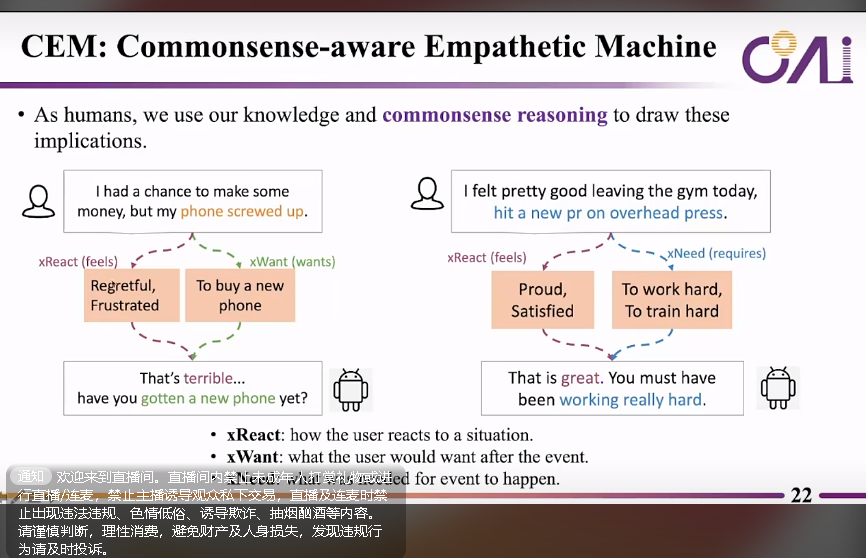 CEM: Commonsense-aware Empathetic Machine
COAI
• As humans, we use our knowledge and commonsense reasoning to draw these
implications.
I had a chance to make some
money, but my phone screwed up.
xReact (feels)
xWant (wants)
Regretful,
Frustrated
To buy a new
phone
That's terrible...
have you gotten a new phone yet?
I felt pretty good leaving the gym today,
hit a new pr on overhead press.
xReact (feels)
xNeed (requires)
Proud,
Satisfied
To work hard,
To train hard
That is great. You must have
been working really hard.
• xReact: how the user reacts to a situation.
• xWant: what the user would want after the event.
for event to happen.
22
通知 欢迎来到直播间。直播间内禁止未成年人打赏礼物或进
行直播/连麦，禁止主播诱导观众私下交易，直播及连麦时禁
止出现违法违规、色情低俗、诱导欺诈、抽烟酗酒等内容。
请谨慎判断，理性消费，避免财产及人身损失，发现违规行
为请及时投诉。